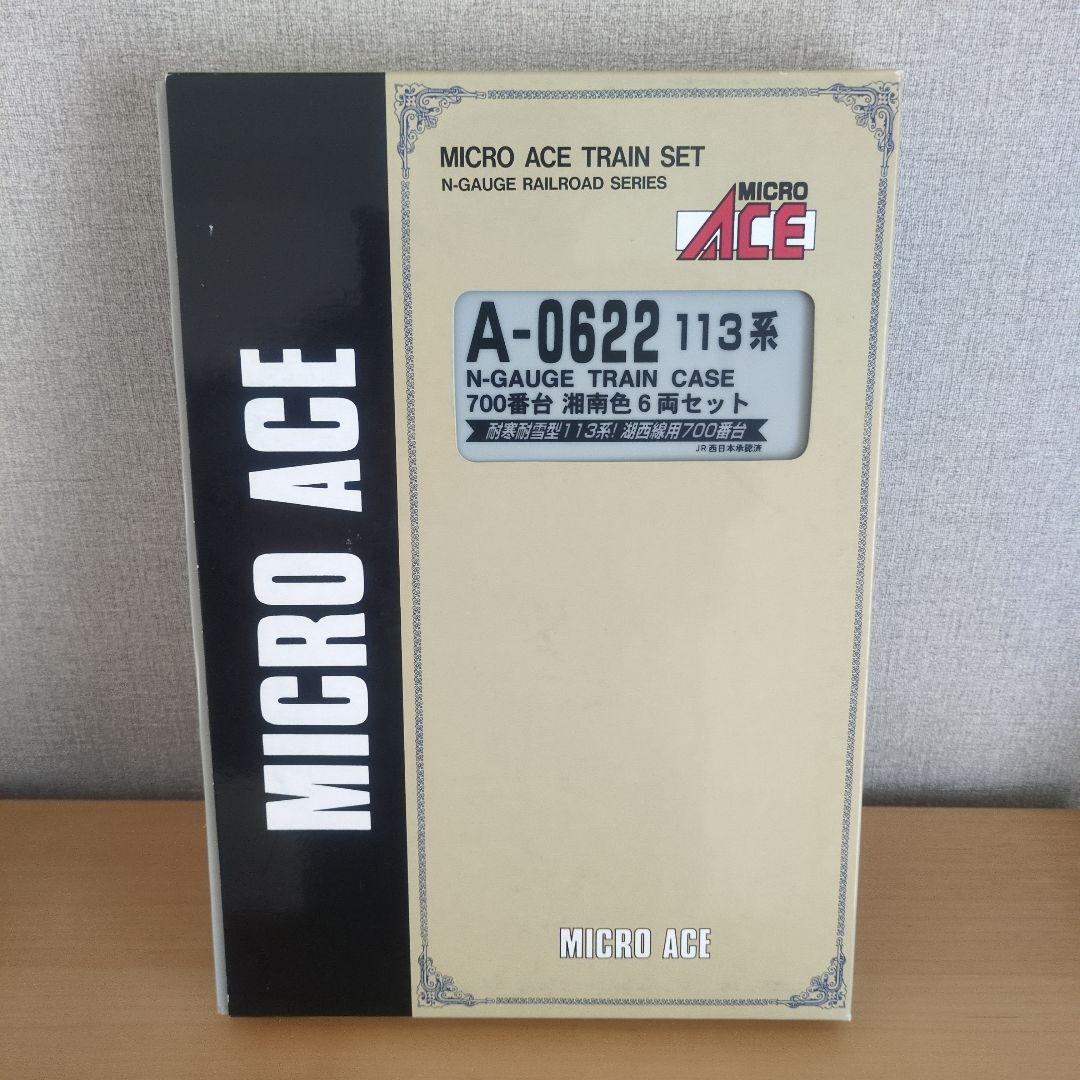 MICRO ACE
MICRO ACE TRAIN SET
N-GAUGE RAILROAD SERIES
MICRO
ACE
A-0622 113系
N-GAUGE TRAIN CASE
700番台 湘南色6両セット
耐寒耐雪型113系! 湖西線用700番台
JR西日本承認済
MICRO ACE